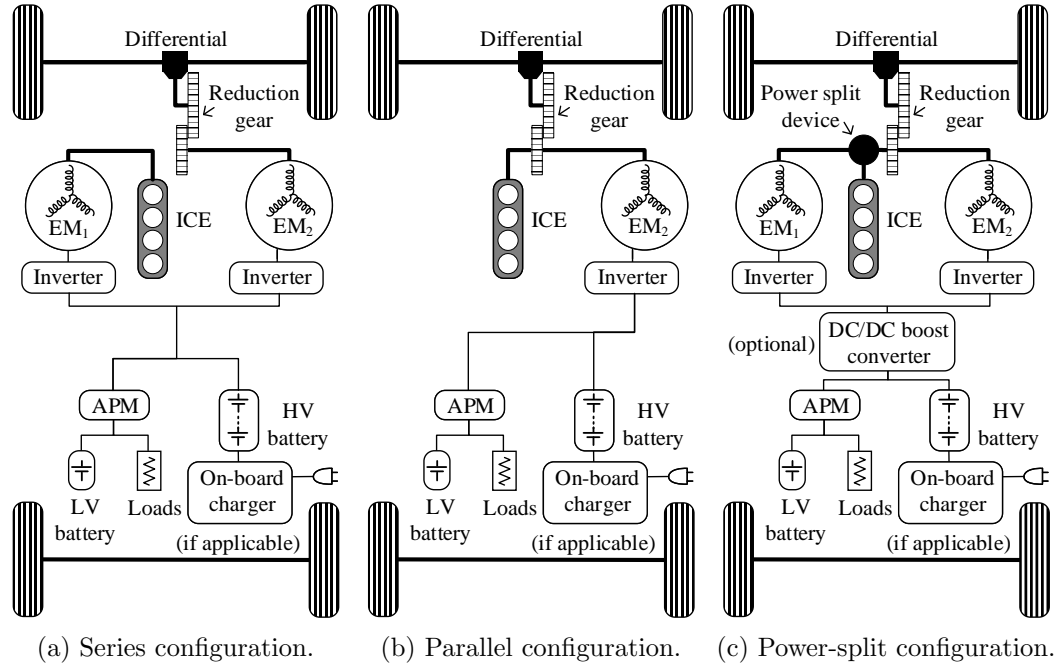 Differential
Reduction
gear
EM₁
ICE
EM₂
Inverter
Inverter
APM
HV
battery
LV
battery
Loads
On-board
charger
(if applicable)
(a) Series configuration.
Differential
Reduction
gear
ICE
EM₂
Inverter
APM
HV
battery
LV
battery
Loads
On-board
charger
(if applicable)
(b) Parallel configuration.
Differential
Power split
device
Reduction
gear
EM₁
ICE
EM₂
Inverter
Inverter
(optional)
DC/DC boost
converter
APM
HV
battery
LV
battery
Loads
On-board
charger
(if applicable)
(c) Power-split configuration.